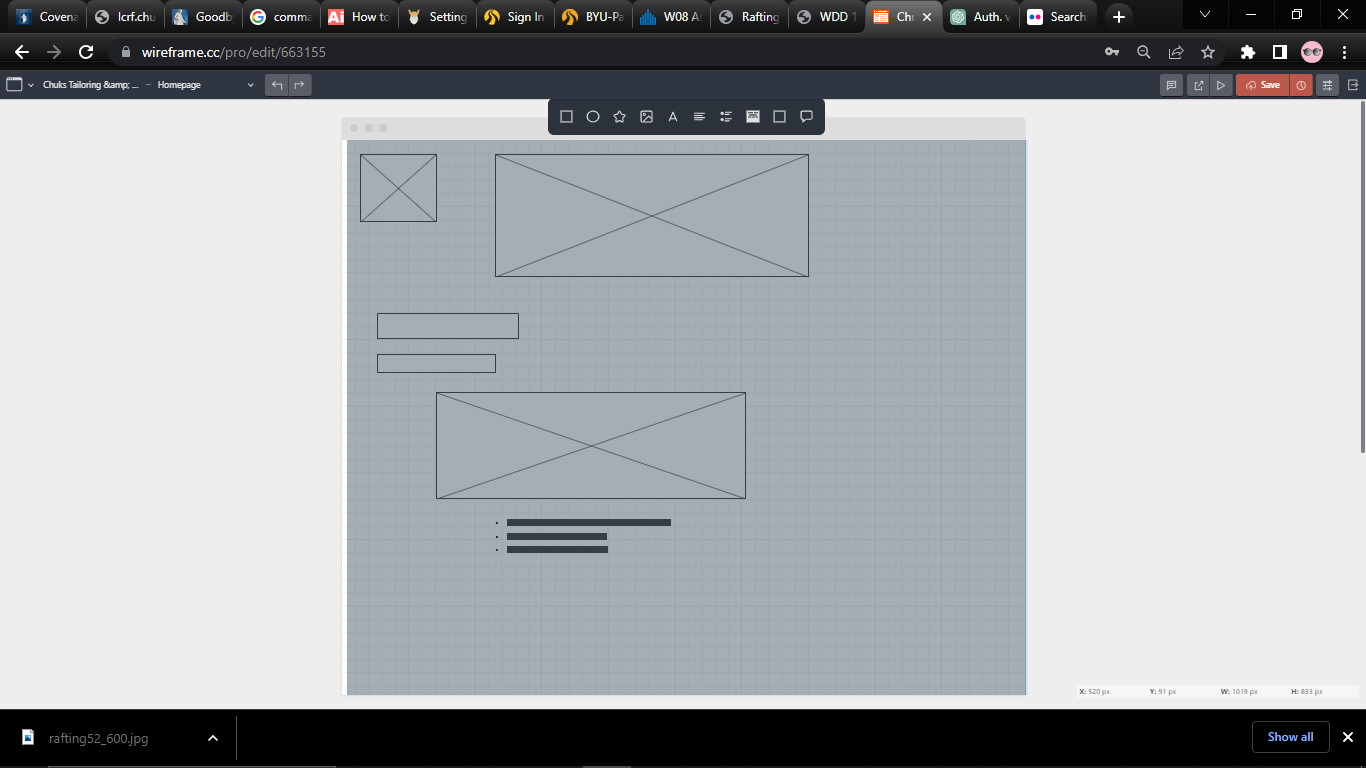 Covena
lcrf.chu
Goodb
comma
How to
Setting
Sign In
BYU-Pa
W08 A
Rafting
WDD 1
Chu
Auth. v
Search
wireframe.cc/pro/edit/663155
Chuks Tailoring &amp; ... – Homepage
Save
X: 520 px Y: 91 px W: 1019 px H: 833 px
rafting52_600.jpg
Show all